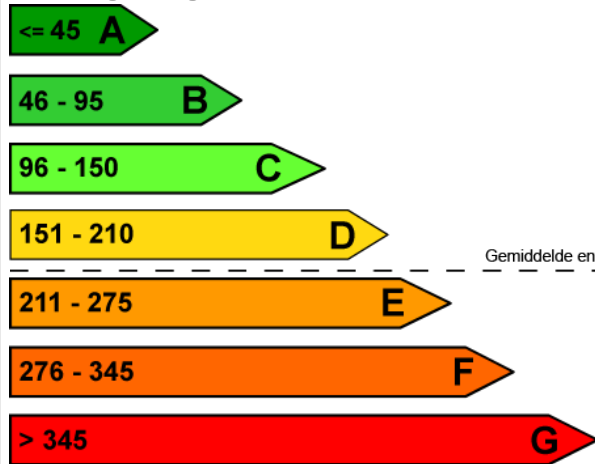 <= 45 A
46 - 95 B
96 - 150 C
151 - 210 D
Gemiddelde en
211 - 275 E
276 - 345 F
> 345 G